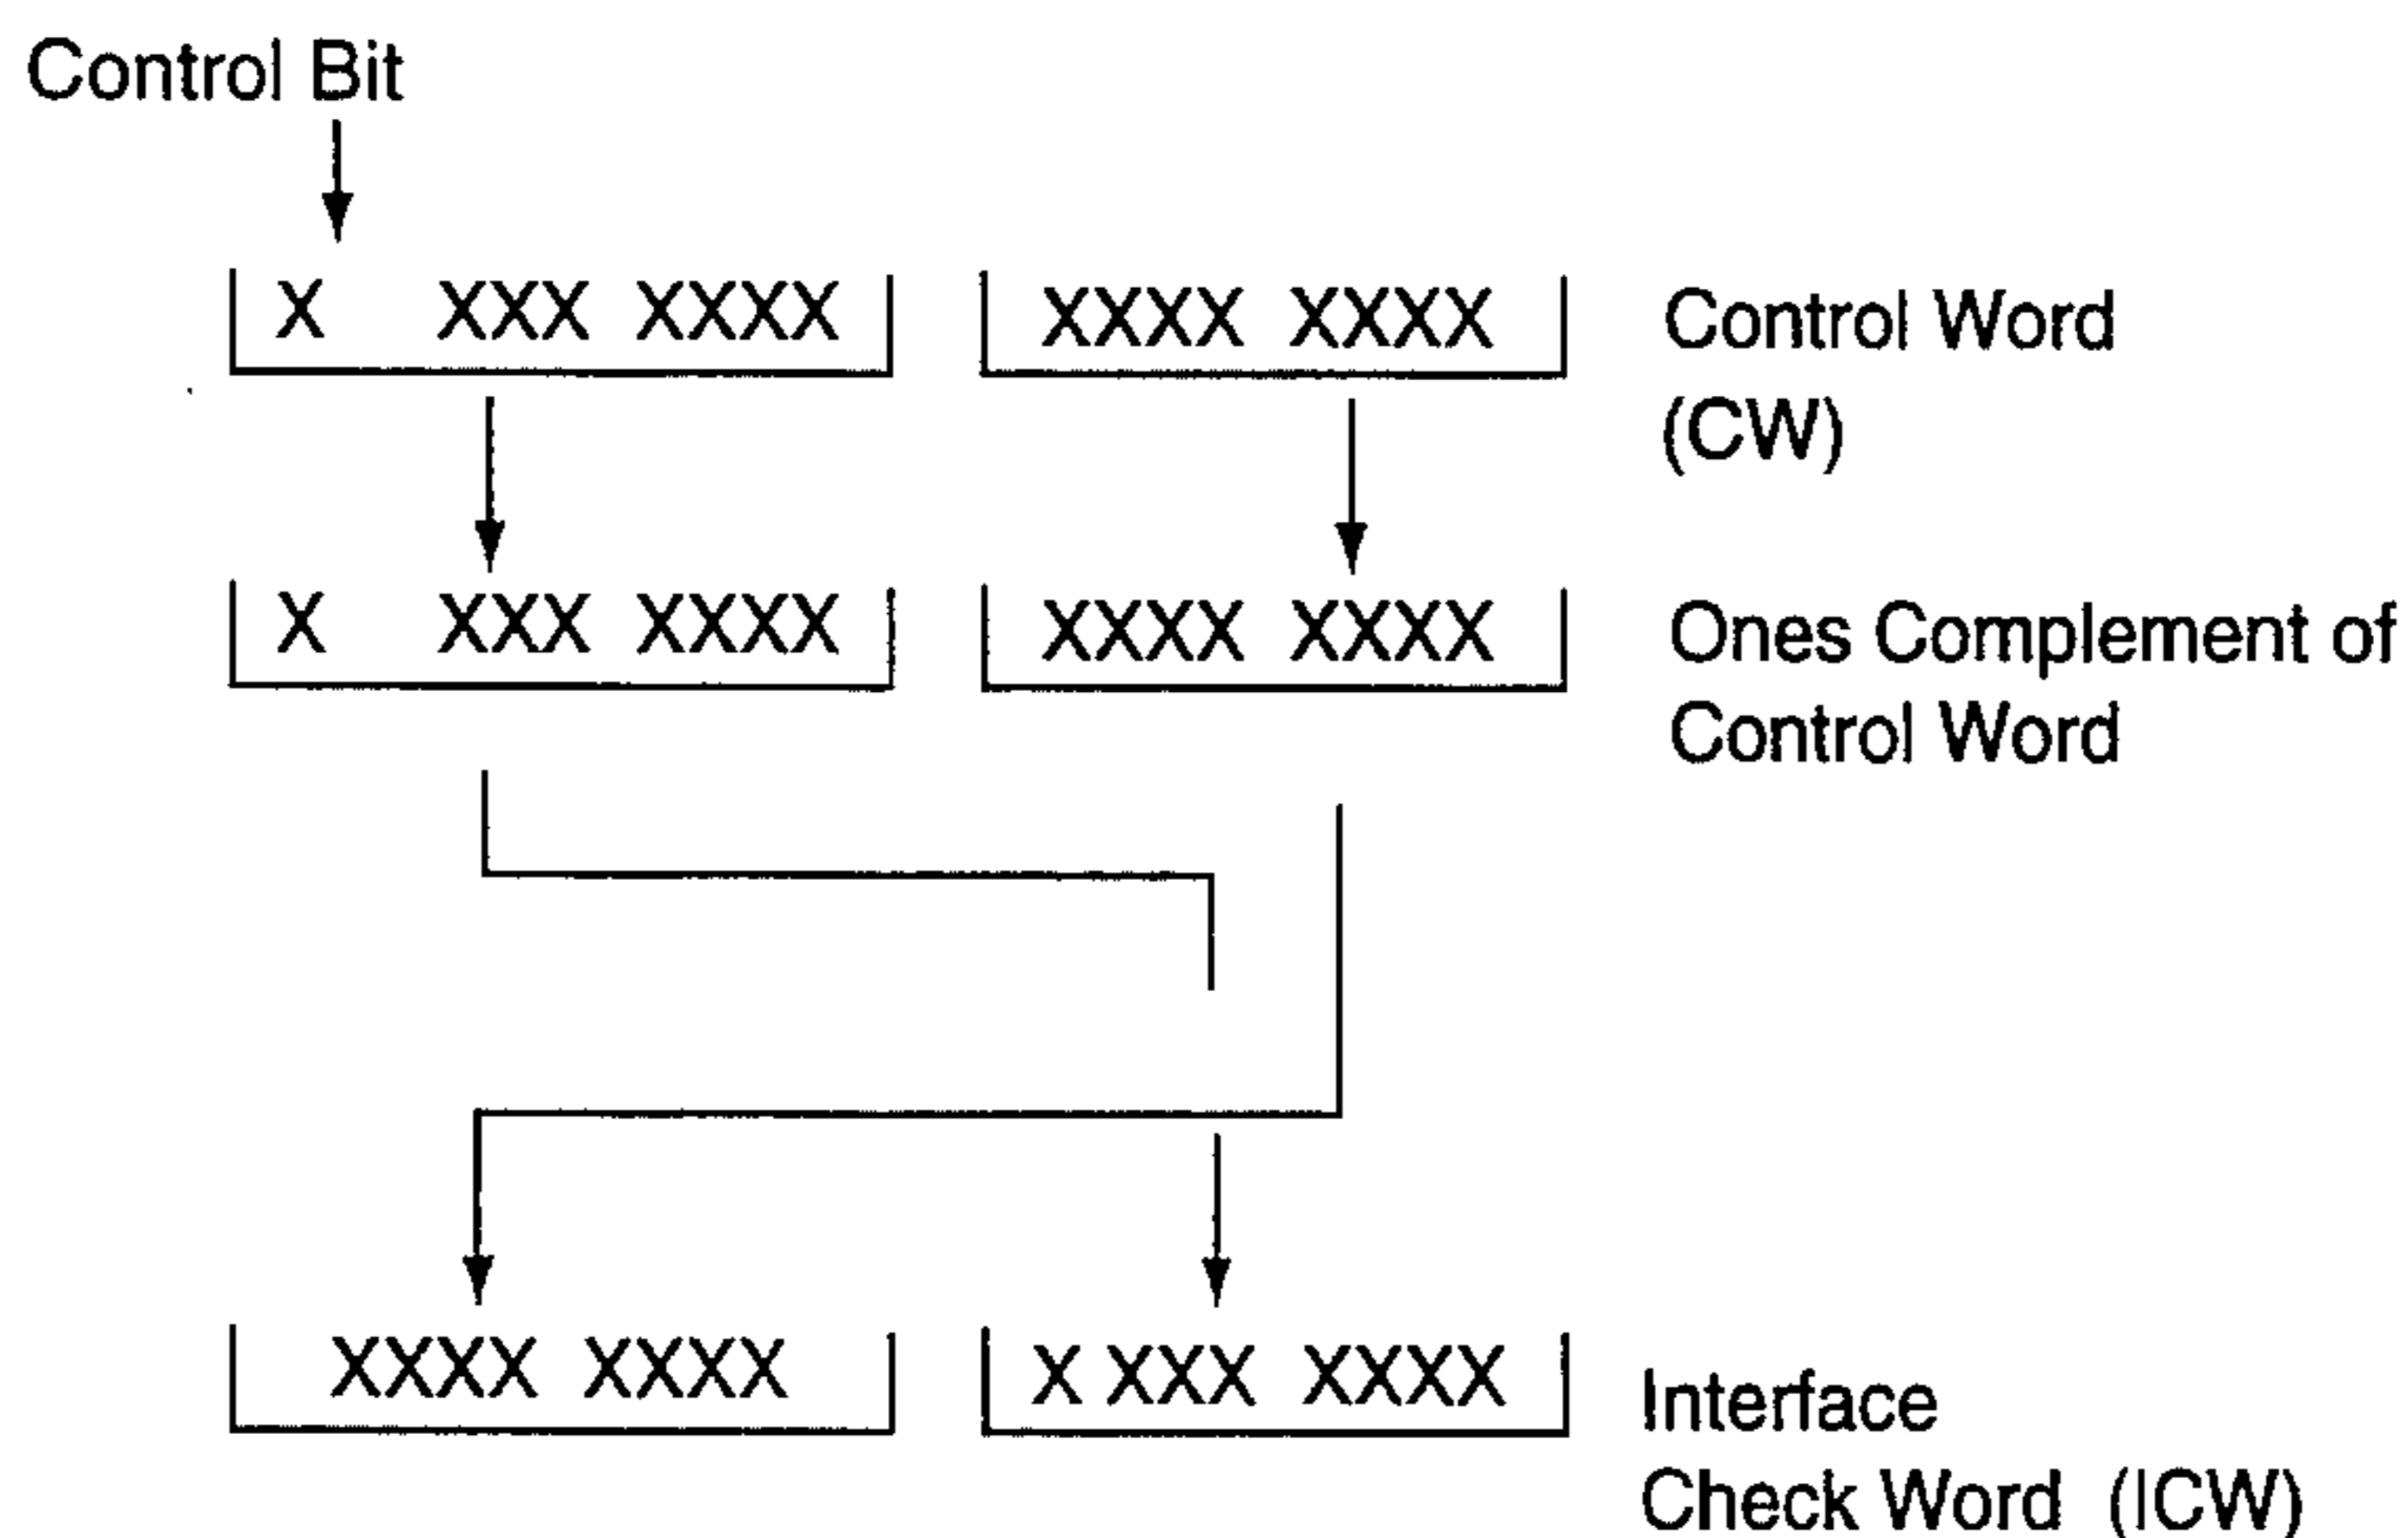 Control Bit
X XXX XXXX XXXX XXXX Control Word
(CW)
X XXX XXXX XXXX XXXX Ones Complement of
Control Word
XXXX XXXX X XXX XXXX Interface
Check Word (ICW)